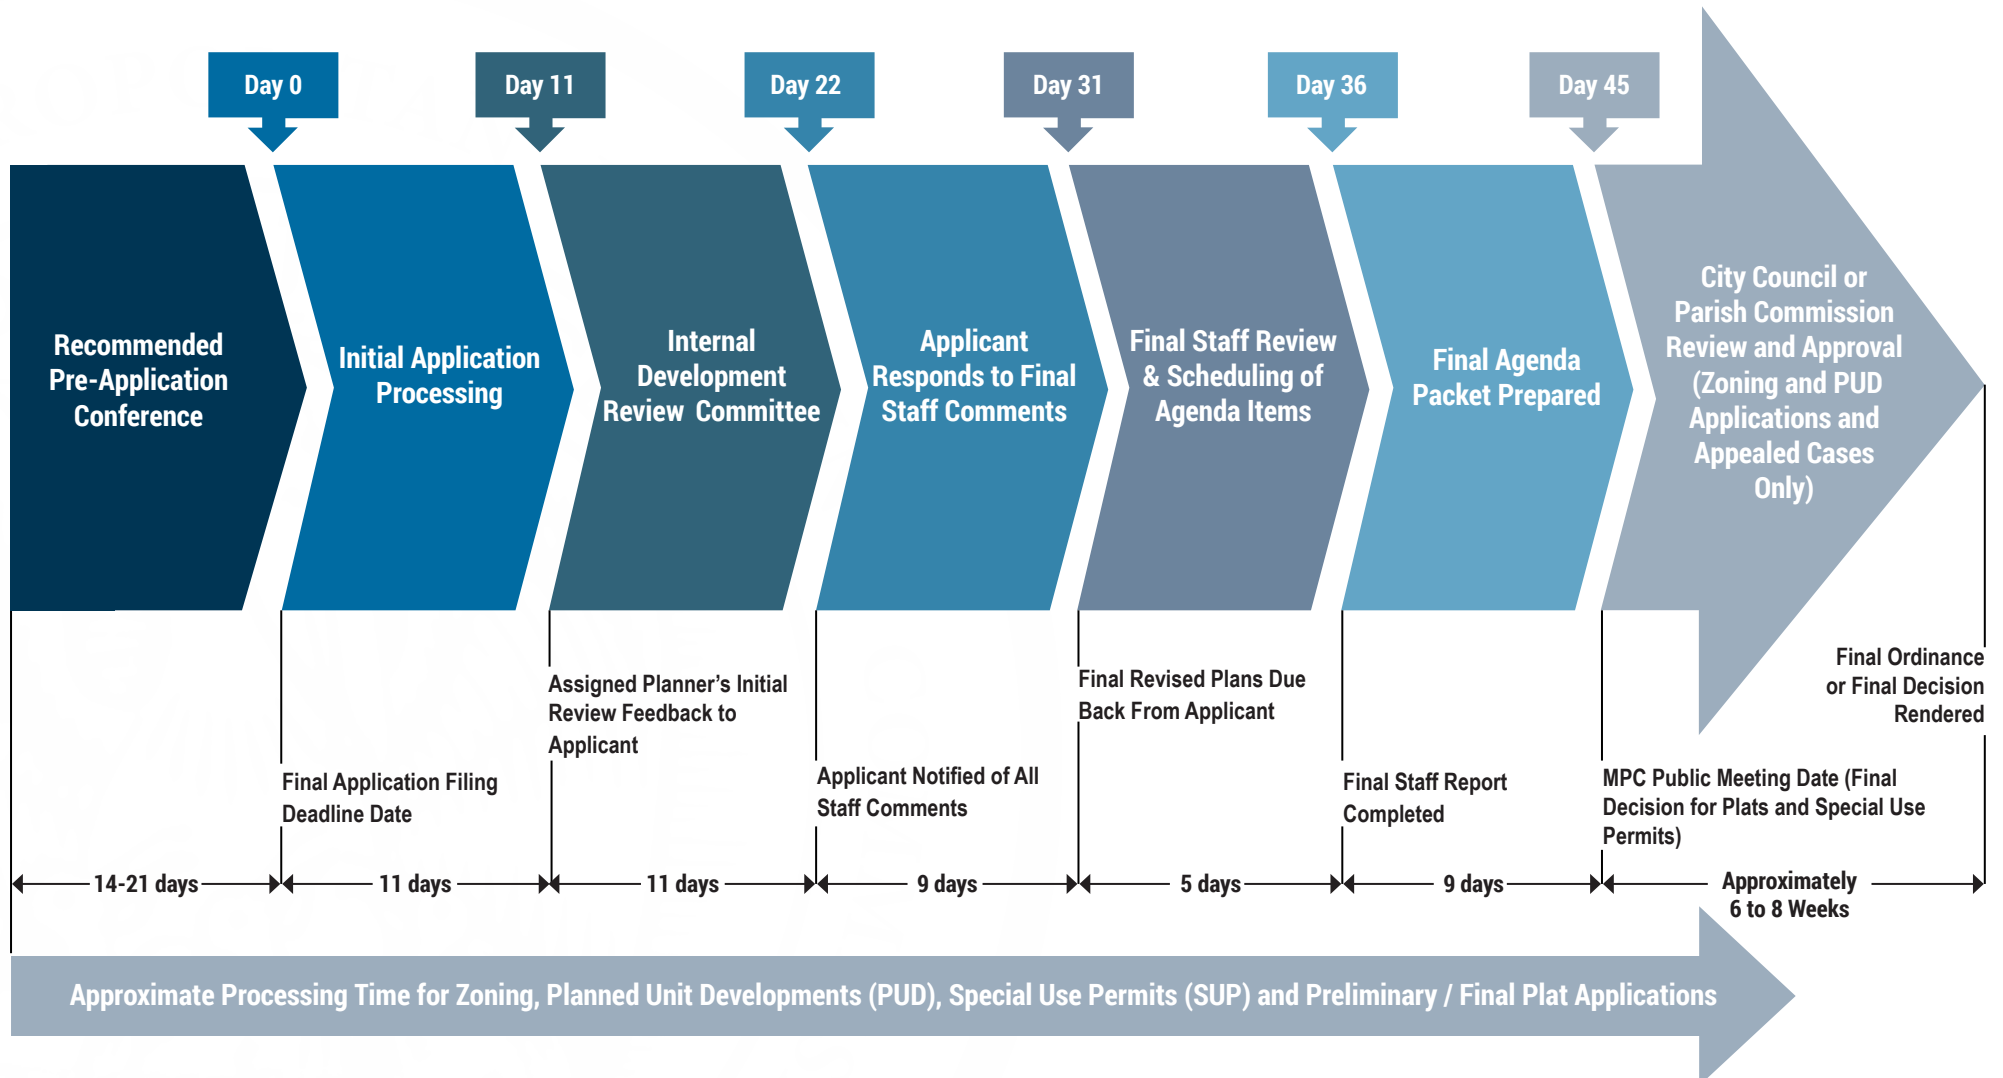 Day 0
Day 11
Day 22
Day 31
Day 36
Day 45
Recommended
Pre-Application
Conference
Initial Application
Processing
Internal
Development
Review Committee
Applicant
Responds to Final
Staff Comments
Final Staff Review
& Scheduling of
Agenda Items
Final Agenda
Packet Prepared
City Council or
Parish Commission
Review and Approval
(Zoning and PUD
Applications and
Appealed Cases
Only)
Final Application Filing
Deadline Date
Assigned Planner’s Initial
Review Feedback to
Applicant
Applicant Notified of All
Staff Comments
Final Revised Plans Due
Back From Applicant
Final Staff Report
Completed
MPC Public Meeting Date (Final
Decision for Plats and Special Use
Permits)
Final Ordinance
or Final Decision
Rendered
14-21 days
11 days
11 days
9 days
5 days
9 days
Approximately
6 to 8 Weeks
Approximate Processing Time for Zoning, Planned Unit Developments (PUD), Special Use Permits (SUP) and Preliminary / Final Plat Applications